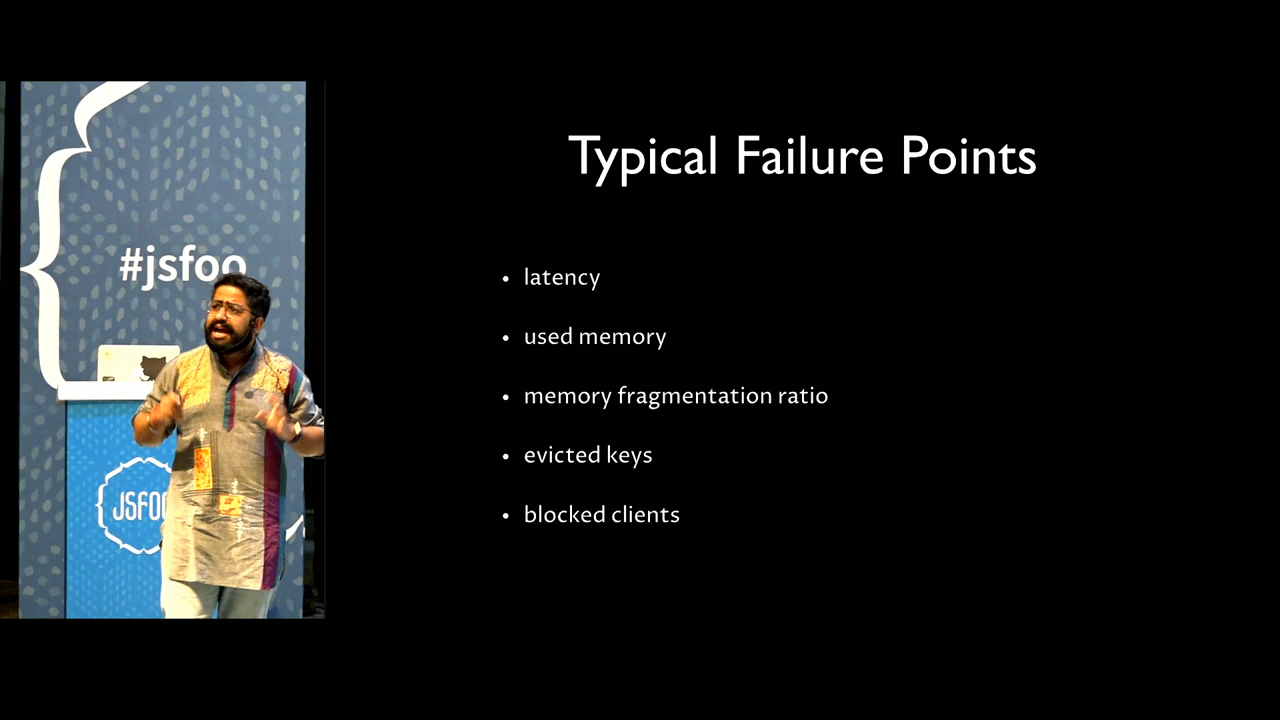 #jsfoo
JSFOO
Typical Failure Points
• latency
• used memory
• memory fragmentation ratio
• evicted keys
• blocked clients